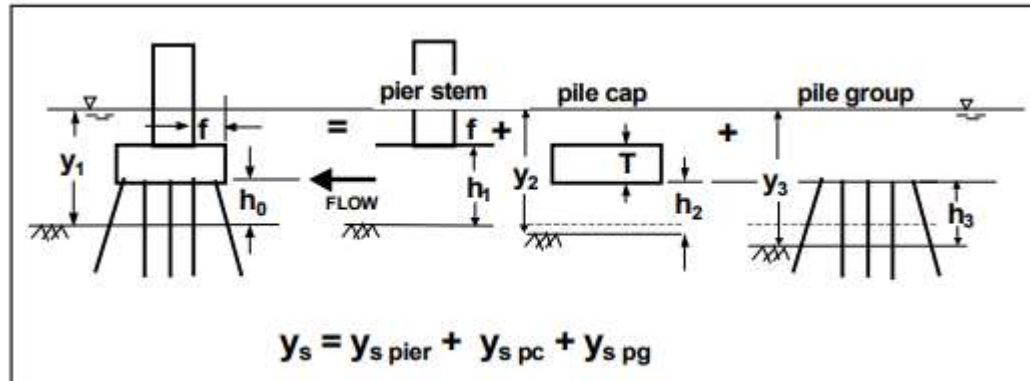 pier stem
pile cap
pile group
f
=
f
+
+
y1
h0
FLOW
h1
y2
T
h2
y3
h3
ys = ys pier + ys pc + ys pg